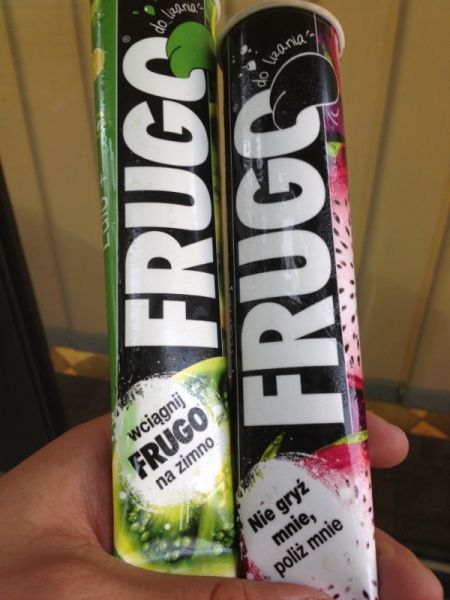 do lizania:-
FRUGO®
wciągnij
FRUGO
na zimno
do lizania:-
FRUGO
Nie gryź
mnie,
poliż mnie